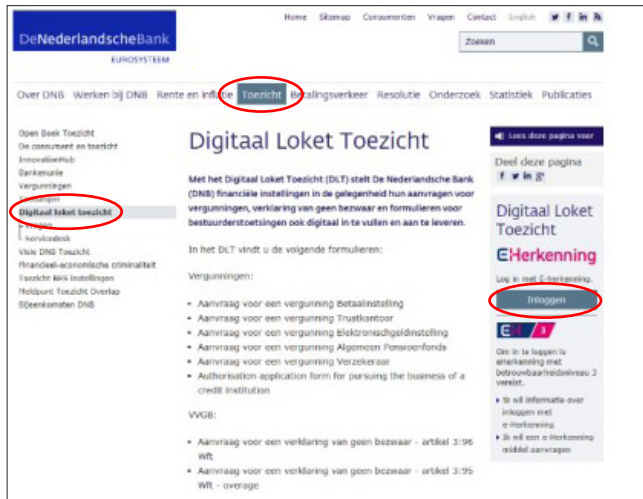 Home Sitemap Consumenten Vragen Contact English
DeNederlandscheBank
EUROSYSTEEM
Zoeken
Over DNB Werken bij DNB Rente en inflatie Toezicht Betalingsverkeer Resolutie Onderzoek Statistiek Publicaties
Open Boek Toezicht
De consument en toezicht
InnovationHub
Bankenunie
Vergunningen
Toetsingen
Digitaal loket toezicht
Vragen
Servicedesk
Visie DNB Toezicht
Financieel-economische criminaliteit
Toezicht BES instellingen
Meldpunt Toezicht Overlap
Bijeenkomsten DNB
Digitaal Loket Toezicht
Met het Digitaal Loket Toezicht (DLT) stelt De Nederlandsche Bank
(DNB) financiële instellingen in de gelegenheid hun aanvragen voor
vergunningen, verklaring van geen bezwaar en formulieren voor
bestuurderstoetsingen ook digitaal in te vullen en aan te leveren.
In het DLT vindt u de volgende formulieren:
Vergunningen:
Aanvraag voor een vergunning Betaalinstelling
Aanvraag voor een vergunning Trustkantoor
Aanvraag voor een vergunning Elektronischgeldinstelling
Aanvraag voor een vergunning Algemeen Pensioenfonds
Aanvraag voor een vergunning Verzekeraar
Authorisation application form for pursuing the business of a
credit institution
VVGB:
Aanvraag voor een verklaring van geen bezwaar - artikel 3:96
Wft
Aanvraag voor een verklaring van geen bezwaar - artikel 3:95
Wft - overage
Lees deze pagina voor
Deel deze pagina
Digitaal Loket
Toezicht
eHerkenning
Log in met E-herkenning.
Inloggen
EH 3
Om in te loggen is
eHerkenning met
betrouwbaarheidsniveau 3
vereist.
Ik wil informatie over
inloggen met
e-Herkenning
Ik wil een e-Herkenning
middel aanvragen